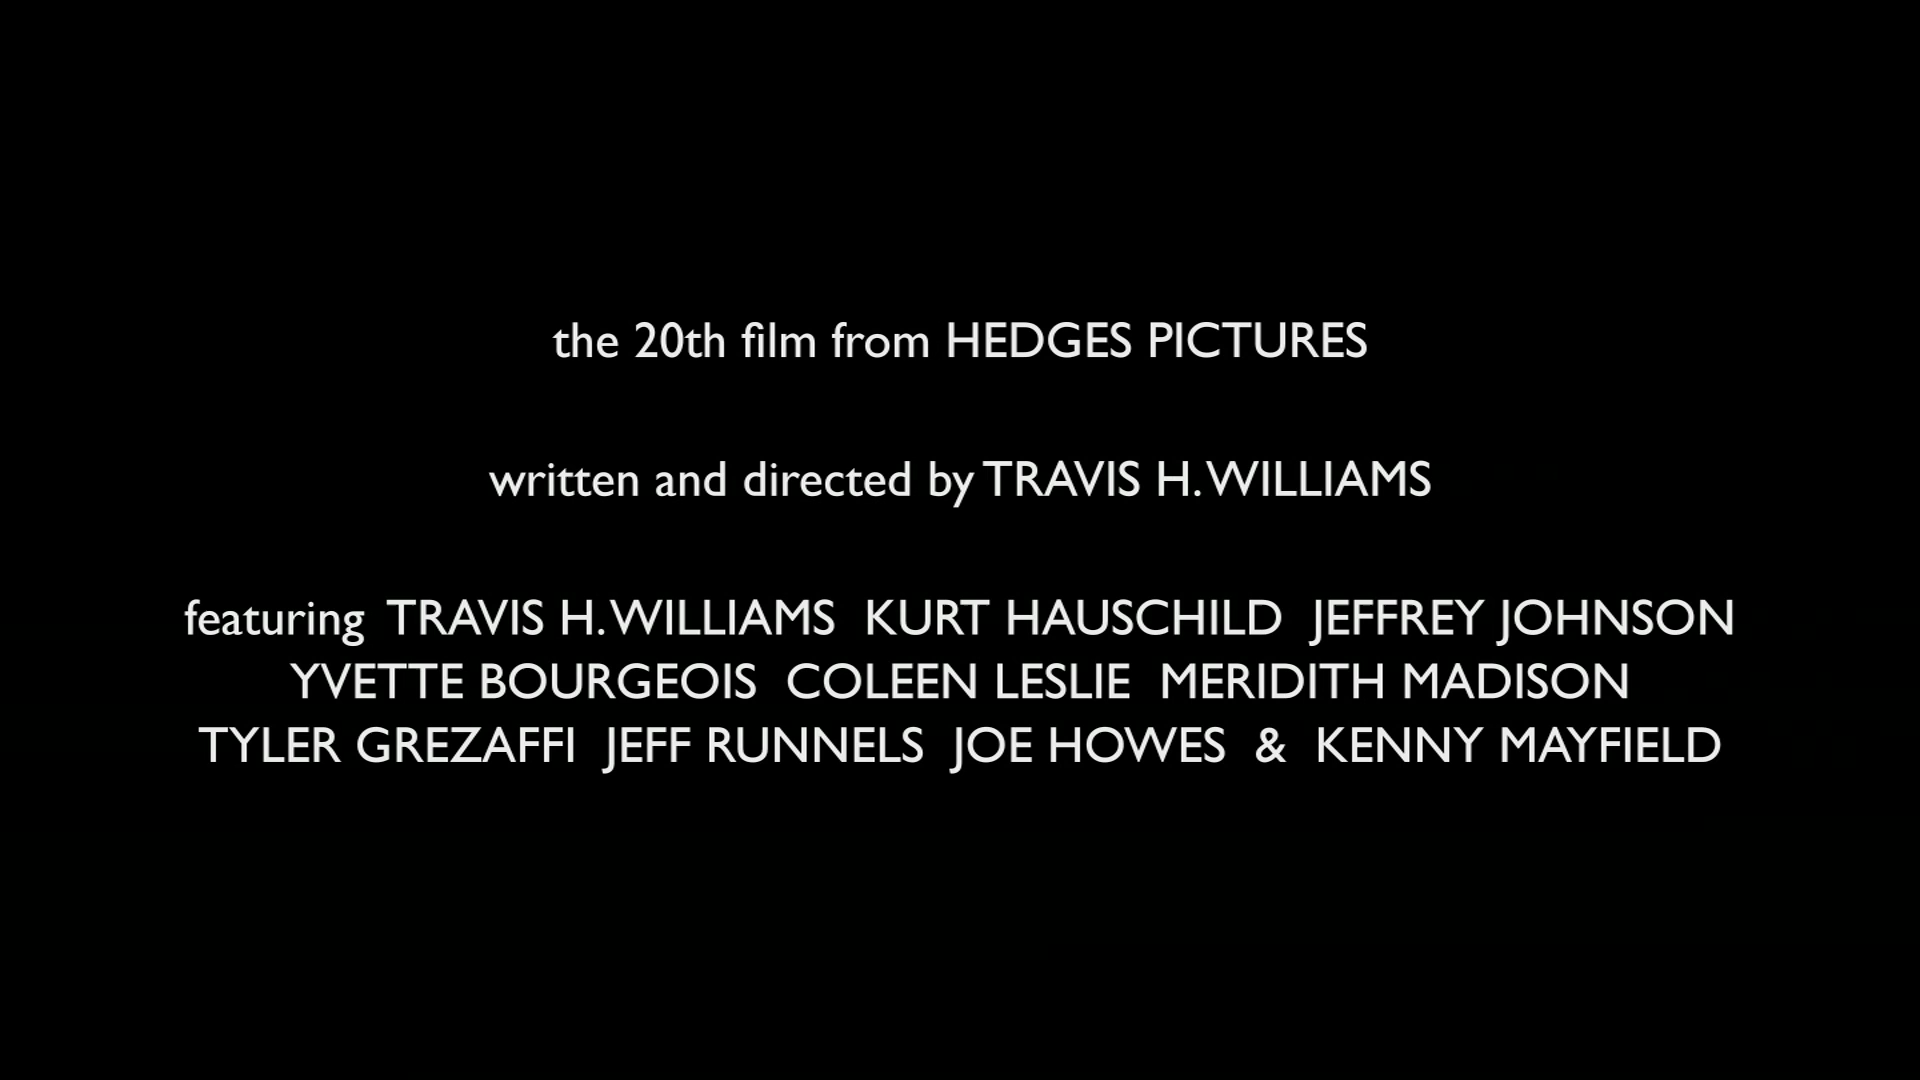 the 20th film from HEDGES PICTURES
written and directed by TRAVIS H. WILLIAMS
featuring TRAVIS H. WILLIAMS KURT HAUSCHILD JEFFREY JOHNSON
YVETTE BOURGEOIS COLEEN LESLIE MERIDITH MADISON
TYLER GREZAFFI JEFF RUNNELS JOE HOWES & KENNY MAYFIELD